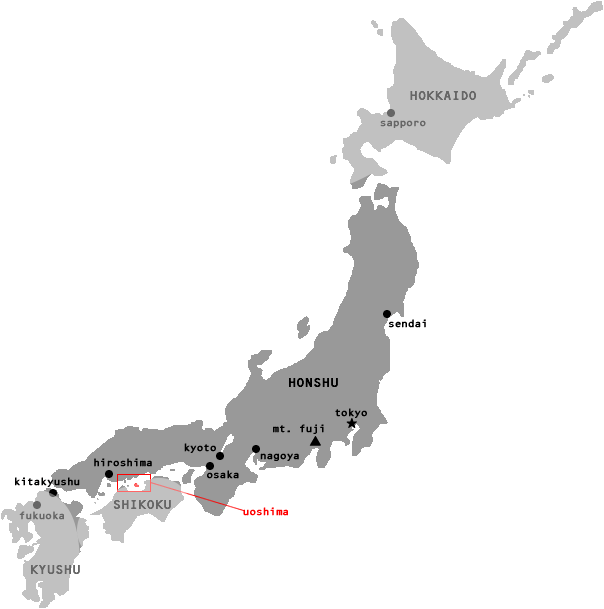 HOKKAIDO
sapporo
sendai
HONSHU
tokyo
mt. fuji
kyoto
nagoya
hiroshima
osaka
kitakyushu
SHIKOKU
uoshima
fukuoka
KYUSHU